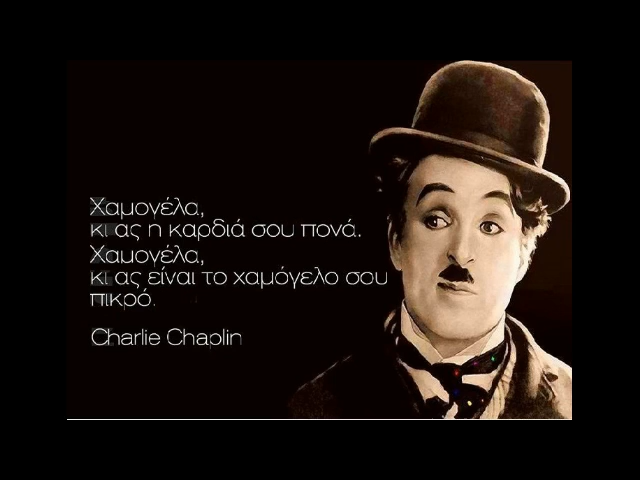 Χαμογέλα,
κι ας η καρδιά σου πονά.
Χαμογέλα,
κι ας είναι το χαμόγελο σου
πικρό.
Charlie Chaplin